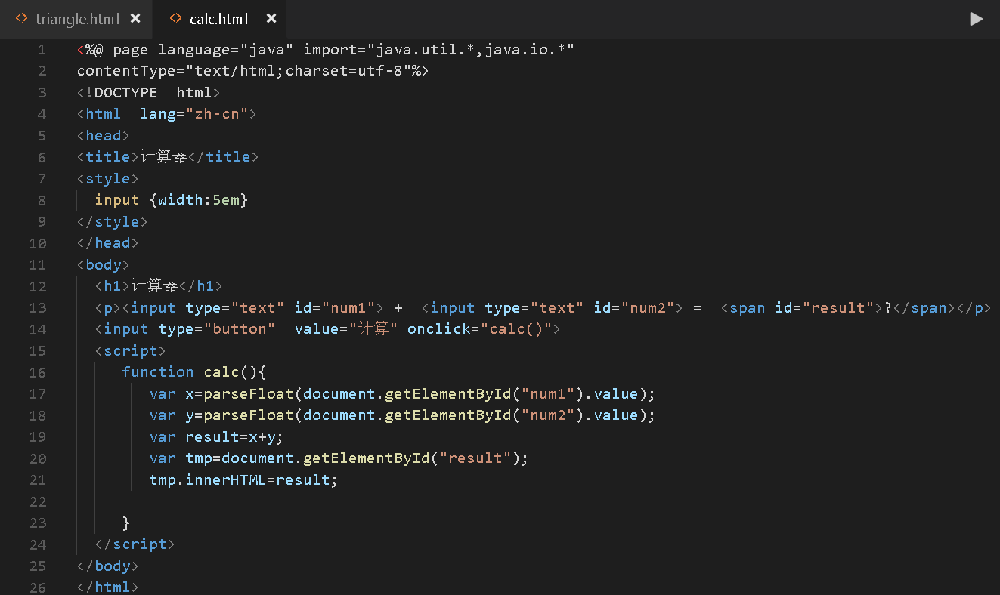 triangle.html × calc.html ×
1 <%@ page language="java" import="java.util.*,java.io.*"
2 contentType="text/html;charset=utf-8"%>
3 <!DOCTYPE  html>
4 <html  lang="zh-cn">
5 <head>
6 <title>计算器</title>
7 <style>
8   input {width:5em}
9 </style>
10 </head>
11 <body>
12   <h1>计算器</h1>
13   <p><input type="text" id="num1"> +  <input type="text" id="num2"> =  <span id="result">?</span></p>
14   <input type="button"  value="计算" onclick="calc()">
15   <script>
16      function calc(){
17         var x=parseFloat(document.getElementById("num1").value);
18         var y=parseFloat(document.getElementById("num2").value);
19         var result=x+y;
20         var tmp=document.getElementById("result");
21         tmp.innerHTML=result;
22
23      }
24   </script>
25 </body>
26 </html>